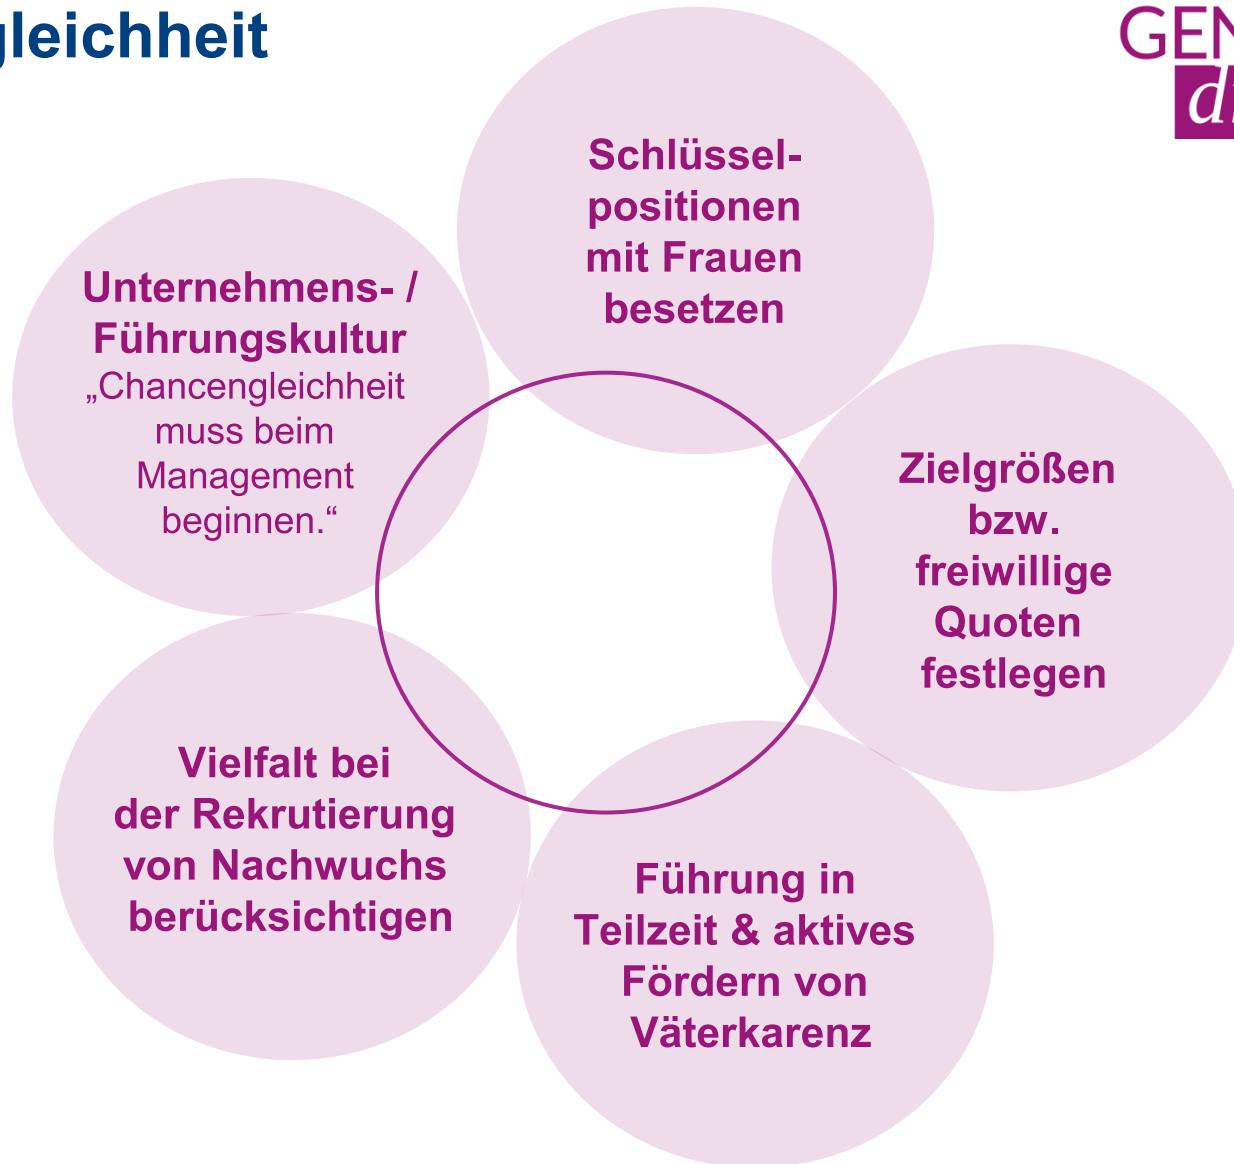 gleichheit
GEN
Schlüssel-
positionen
mit Frauen
besetzen
Unternehmens- /
Führungskultur
„Chancengleichheit
muss beim
Management
beginnen.“
Zielgrößen
bzw.
freiwillige
Quoten
festlegen
Vielfalt bei
der Rekrutierung
von Nachwuchs
berücksichtigen
Führung in
Teilzeit & aktives
Fördern von
Väterkarenz